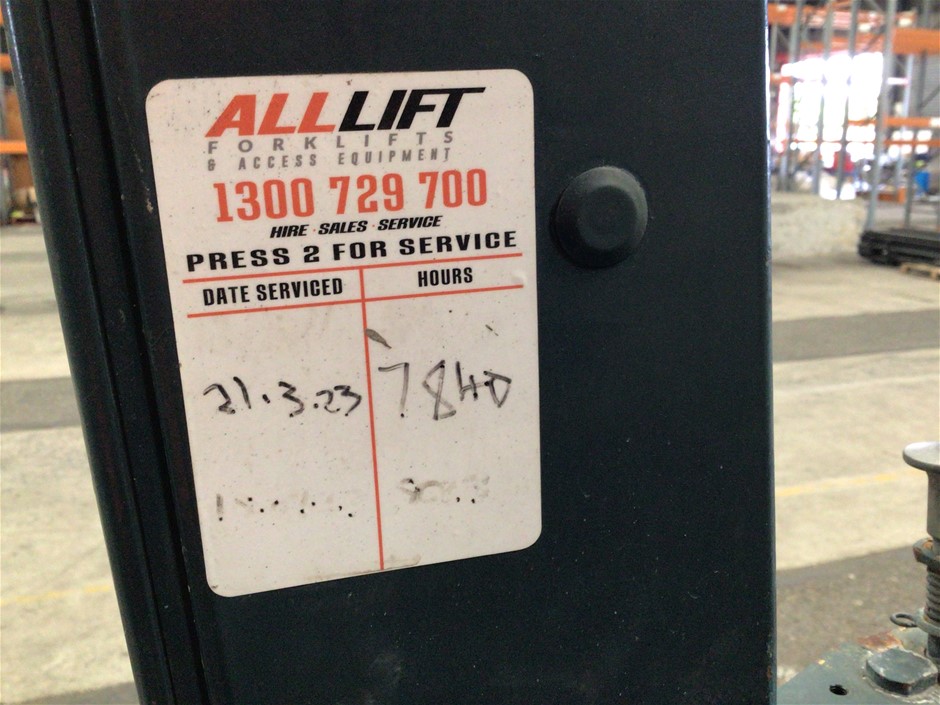 ALLLIFT
FORKLIFTS
& ACCESS EQUIPMENT
1300 729 700
HIRE · SALES · SERVICE
PRESS 2 FOR SERVICE
DATE SERVICED HOURS
21.3.23 7840